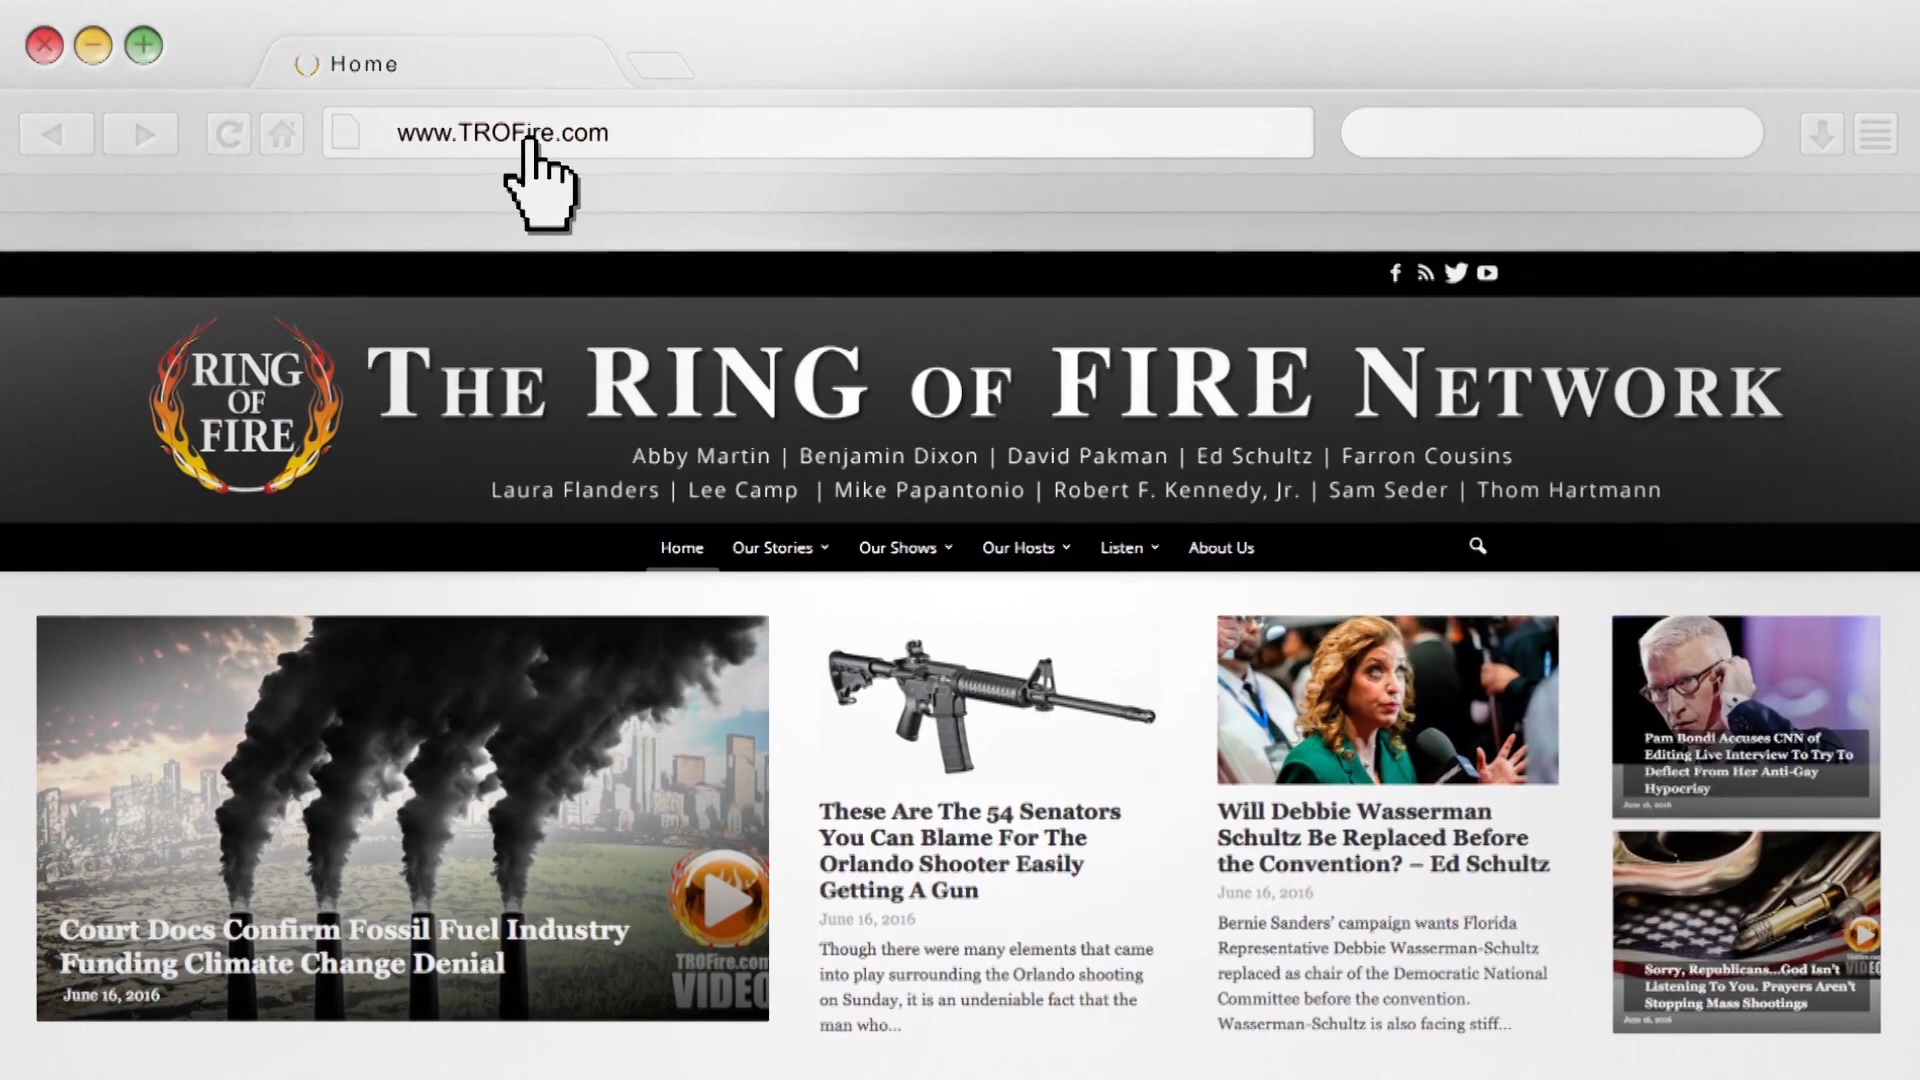 Home
www.TROFire.com
RING
OF
FIRE
THE RING OF FIRE NETWORK
Abby Martin | Benjamin Dixon | David Pakman | Ed Schultz | Farron Cousins
Laura Flanders | Lee Camp | Mike Papantonio | Robert F. Kennedy, Jr. | Sam Seder | Thom Hartmann
Home Our Stories Our Shows Our Hosts Listen About Us
Court Docs Confirm Fossil Fuel Industry
Funding Climate Change Denial
June 16, 2016
TROFire.com
VIDEO
These Are The 54 Senators
You Can Blame For The
Orlando Shooter Easily
Getting A Gun
June 16, 2016
Though there were many elements that came
into play surrounding the Orlando shooting
on Sunday, it is an undeniable fact that the
man who...
Will Debbie Wasserman
Schultz Be Replaced Before
the Convention? – Ed Schultz
June 16, 2016
Bernie Sanders' campaign wants Florida
Representative Debbie Wasserman-Schultz
replaced as chair of the Democratic National
Committee before the convention.
Wasserman-Schultz is also facing stiff...
Pam Bondi Accuses CNN of
Editing Live Interview To Try To
Deflect From Her Anti-Gay
Hypocrisy
June 16, 2016
Sorry, Republicans...God Isn't
Listening To You. Prayers Aren't
Stopping Mass Shootings
June 16, 2016